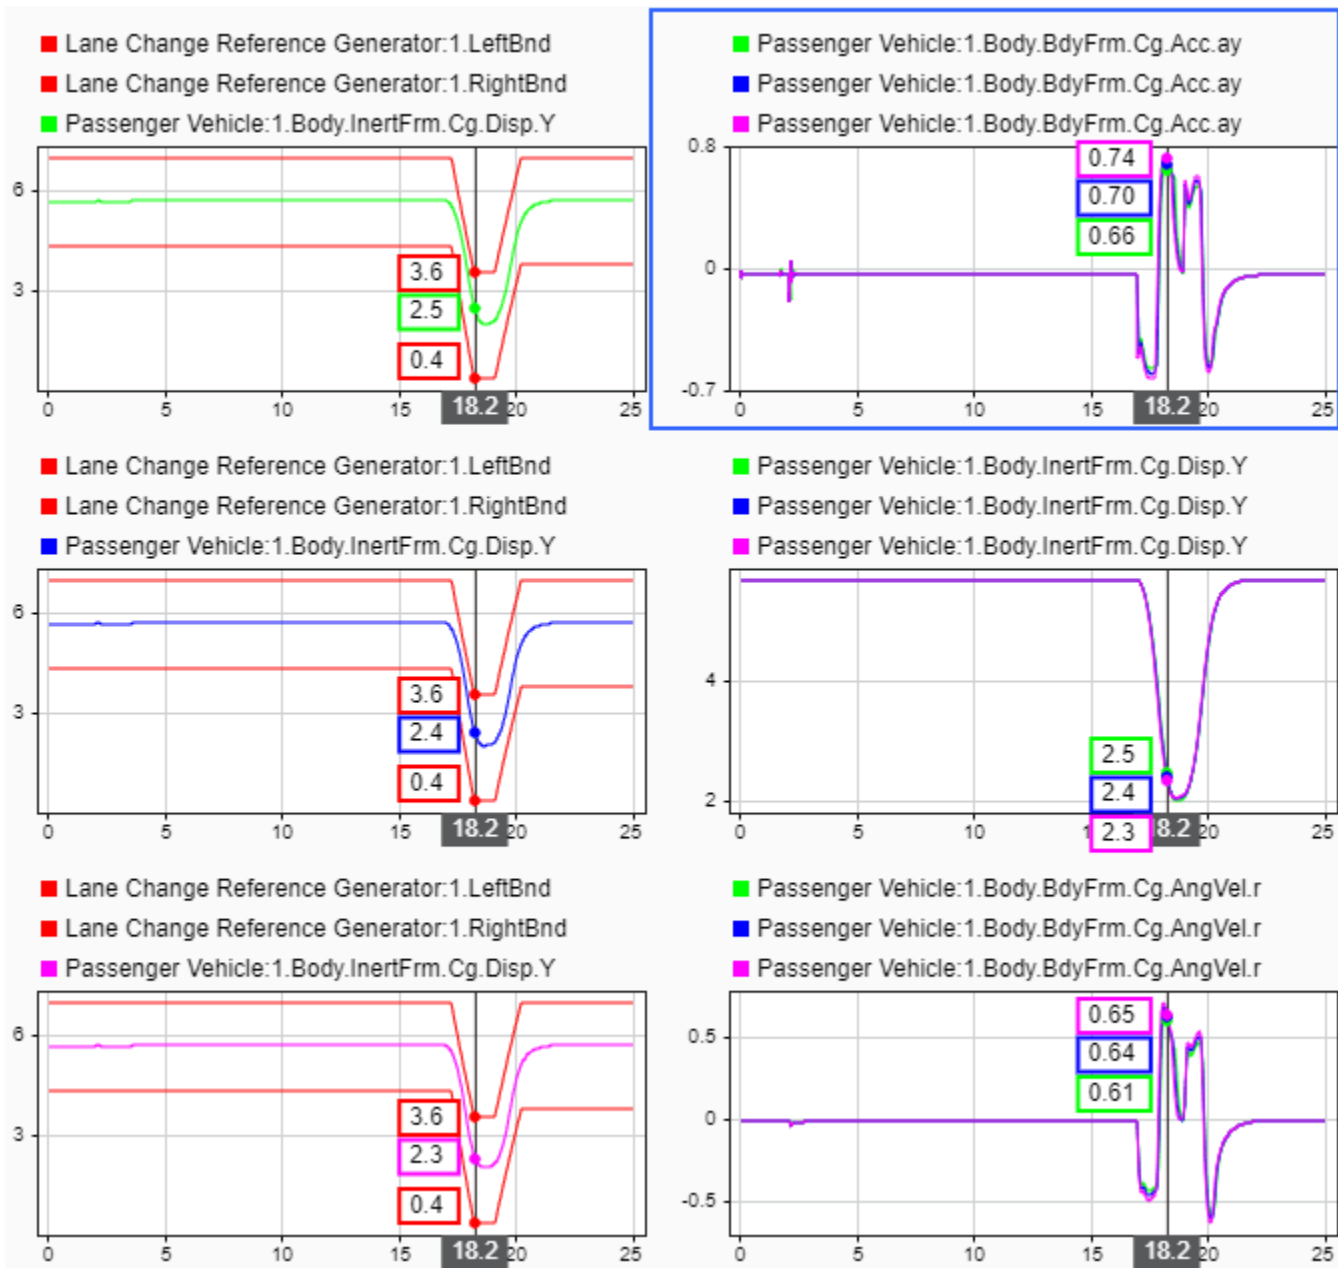 Lane Change Reference Generator:1.LeftBnd
Lane Change Reference Generator:1.RightBnd
Passenger Vehicle:1.Body.InertFrm.Cg.Disp.Y
6
3
3.6
2.5
0.4
0 5 10 15 18.2 20 25
Passenger Vehicle:1.Body.BdyFrm.Cg.Acc.ay
Passenger Vehicle:1.Body.BdyFrm.Cg.Acc.ay
Passenger Vehicle:1.Body.BdyFrm.Cg.Acc.ay
0.8
0
-0.7
0.74
0.70
0.66
0 5 10 15 18.2 20 25
Lane Change Reference Generator:1.LeftBnd
Lane Change Reference Generator:1.RightBnd
Passenger Vehicle:1.Body.InertFrm.Cg.Disp.Y
6
3
3.6
2.4
0.4
0 5 10 15 18.2 20 25
Passenger Vehicle:1.Body.InertFrm.Cg.Disp.Y
Passenger Vehicle:1.Body.InertFrm.Cg.Disp.Y
Passenger Vehicle:1.Body.InertFrm.Cg.Disp.Y
4
2
2.5
2.4
2.3
0 5 10 8.2 20 25
Lane Change Reference Generator:1.LeftBnd
Lane Change Reference Generator:1.RightBnd
Passenger Vehicle:1.Body.InertFrm.Cg.Disp.Y
6
3
3.6
2.3
0.4
0 5 10 15 18.2 20 25
Passenger Vehicle:1.Body.BdyFrm.Cg.AngVel.r
Passenger Vehicle:1.Body.BdyFrm.Cg.AngVel.r
Passenger Vehicle:1.Body.BdyFrm.Cg.AngVel.r
0.5
0
-0.5
0.65
0.64
0.61
0 5 10 15 18.2 20 25